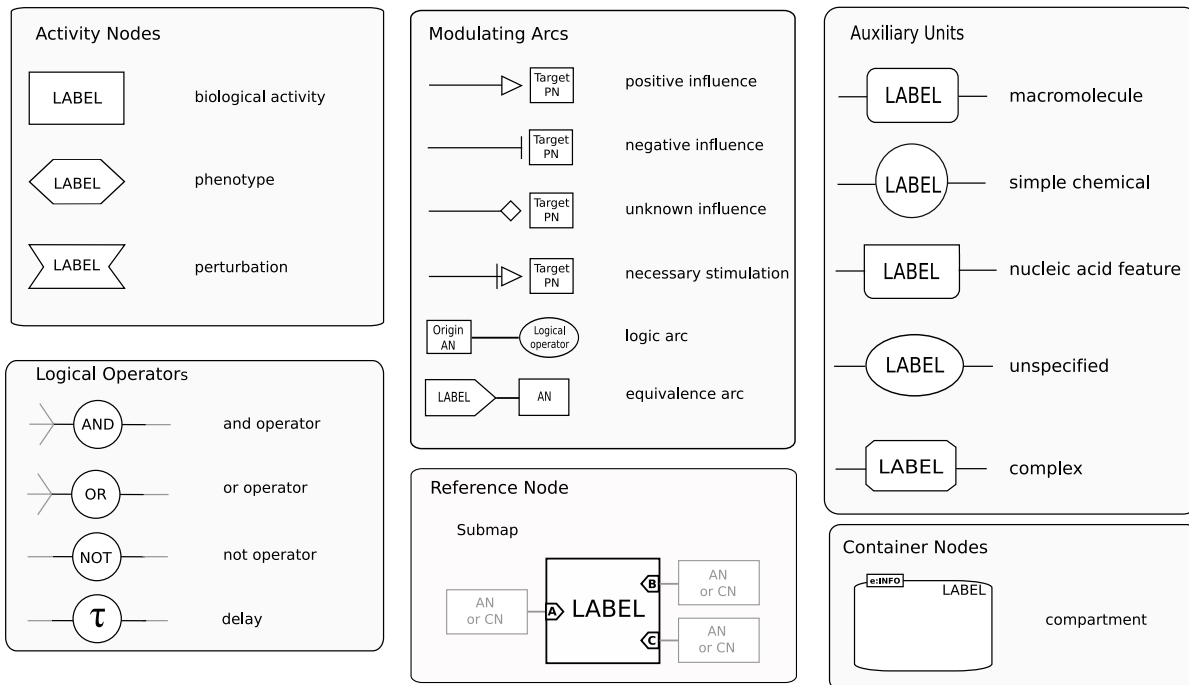 Activity Nodes
LABEL
biological activity
LABEL
phenotype
LABEL
perturbation
Logical Operators
AND
and operator
OR
or operator
NOT
not operator
τ
delay
Modulating Arcs
Target
PN
positive influence
Target
PN
negative influence
Target
PN
unknown influence
Target
PN
necessary stimulation
Origin
AN
Logical
operator
logic arc
LABEL
AN
equivalence arc
Reference Node
Submap
AN
or CN
A
LABEL
B
AN
or CN
C
AN
or CN
Auxiliary Units
LABEL
macromolecule
LABEL
simple chemical
LABEL
nucleic acid feature
LABEL
unspecified
LABEL
complex
Container Nodes
e:INFO
LABEL
compartment